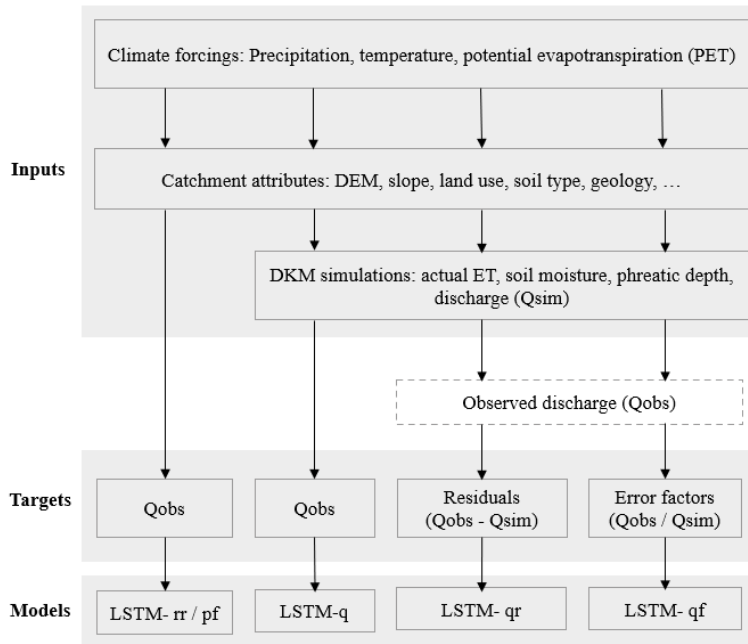 Climate forcings: Precipitation, temperature, potential evapotranspiration (PET)
Inputs
Catchment attributes: DEM, slope, land use, soil type, geology, …
DKM simulations: actual ET, soil moisture, phreatic depth,
discharge (Qsim)
Observed discharge (Qobs)
Targets
Qobs
Qobs
Residuals
(Qobs - Qsim)
Error factors
(Qobs / Qsim)
Models
LSTM- rr / pf
LSTM-q
LSTM- qr
LSTM- qf